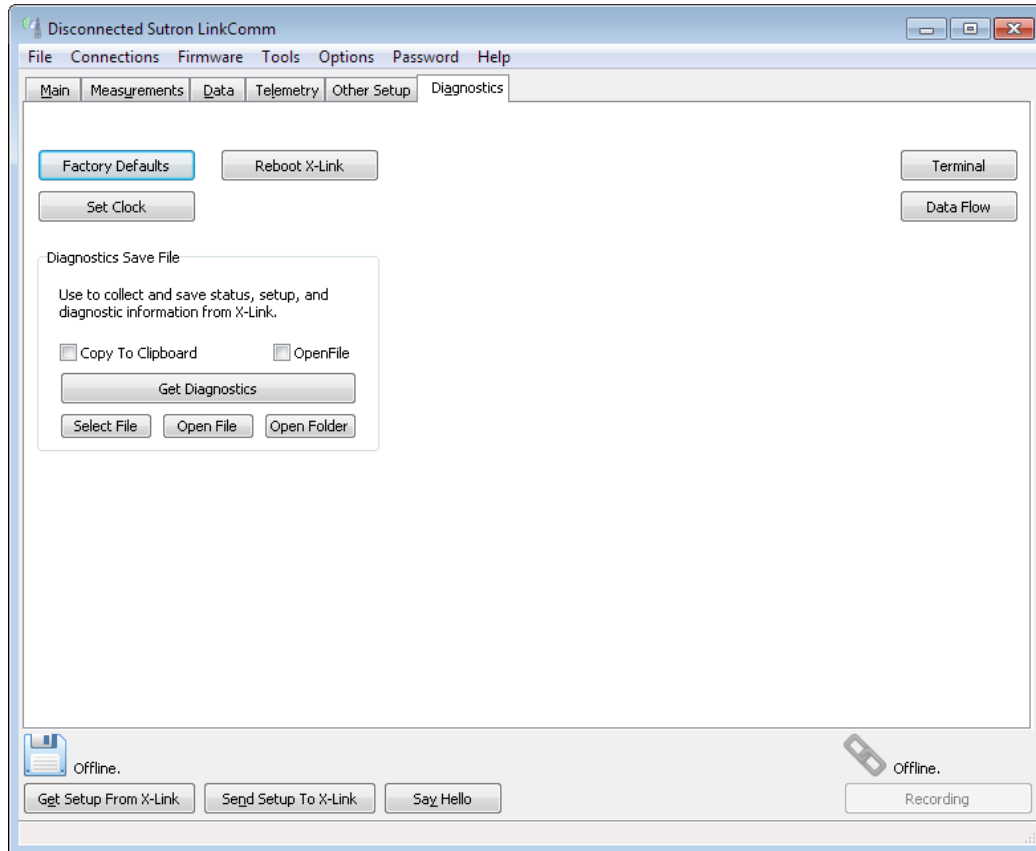 Disconnected Sutron LinkComm
File Connections Firmware Tools Options Password Help
Main Measurements Data Telemetry Other Setup Diagnostics
Factory Defaults Reboot X-Link Terminal
Set Clock Data Flow
Diagnostics Save File
Use to collect and save status, setup, and
diagnostic information from X-Link.
Copy To Clipboard OpenFile
Get Diagnostics
Select File Open File Open Folder
Offline. Offline.
Get Setup From X-Link Send Setup To X-Link Say Hello Recording